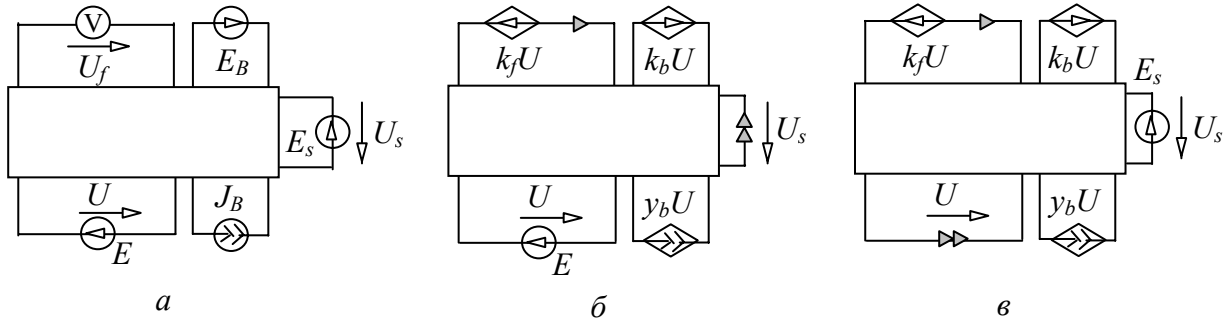 V
U_f
E_B
E_s
U_s
U
E
J_B
а
k_fU
k_bU
U_s
U
E
y_bU
б
k_fU
k_bU
E_s
U_s
U
y_bU
в